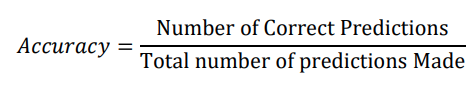 Accuracy = Number of Correct Predictions
Total number of predictions Made